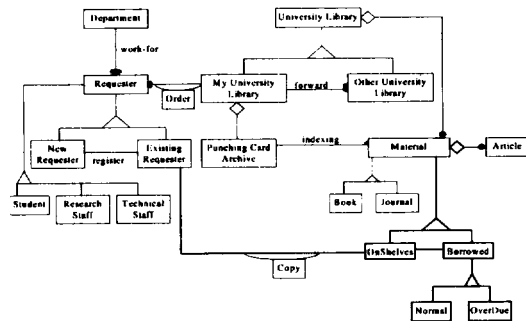 Department
University Library
work-for
Requester
My University
Library
Other University
Library
forward
Order
New
Requester
Existing
Requester
register
Punching Card
Archive
indexing
Material
Article
Student
Research
Staff
Technical
Staff
Book
Journal
Copy
OnShelves
Borrowed
Normal
OverDue